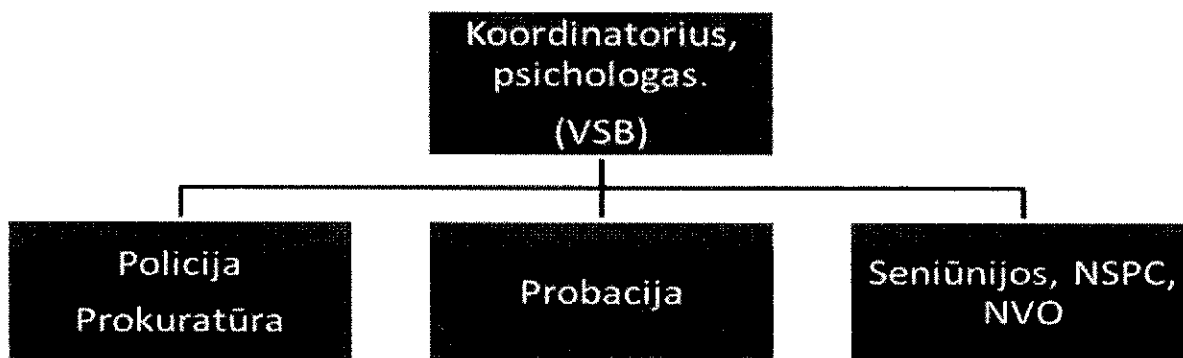 Koordinatorius,
psichologas.
(VSB)
Policija
Prokuratūra
Probacija
Seniūnijos, NSPC,
NVO